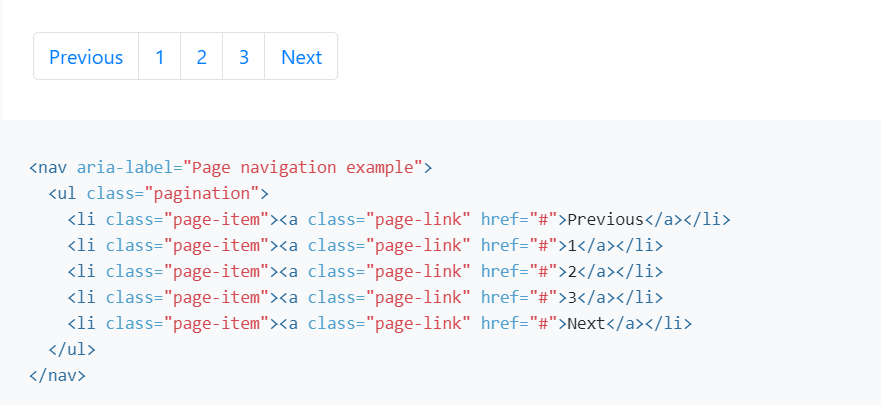 Previous 1 2 3 Next
<nav aria-label="Page navigation example">
  <ul class="pagination">
    <li class="page-item"><a class="page-link" href="#">Previous</a></li>
    <li class="page-item"><a class="page-link" href="#">1</a></li>
    <li class="page-item"><a class="page-link" href="#">2</a></li>
    <li class="page-item"><a class="page-link" href="#">3</a></li>
    <li class="page-item"><a class="page-link" href="#">Next</a></li>
  </ul>
</nav>